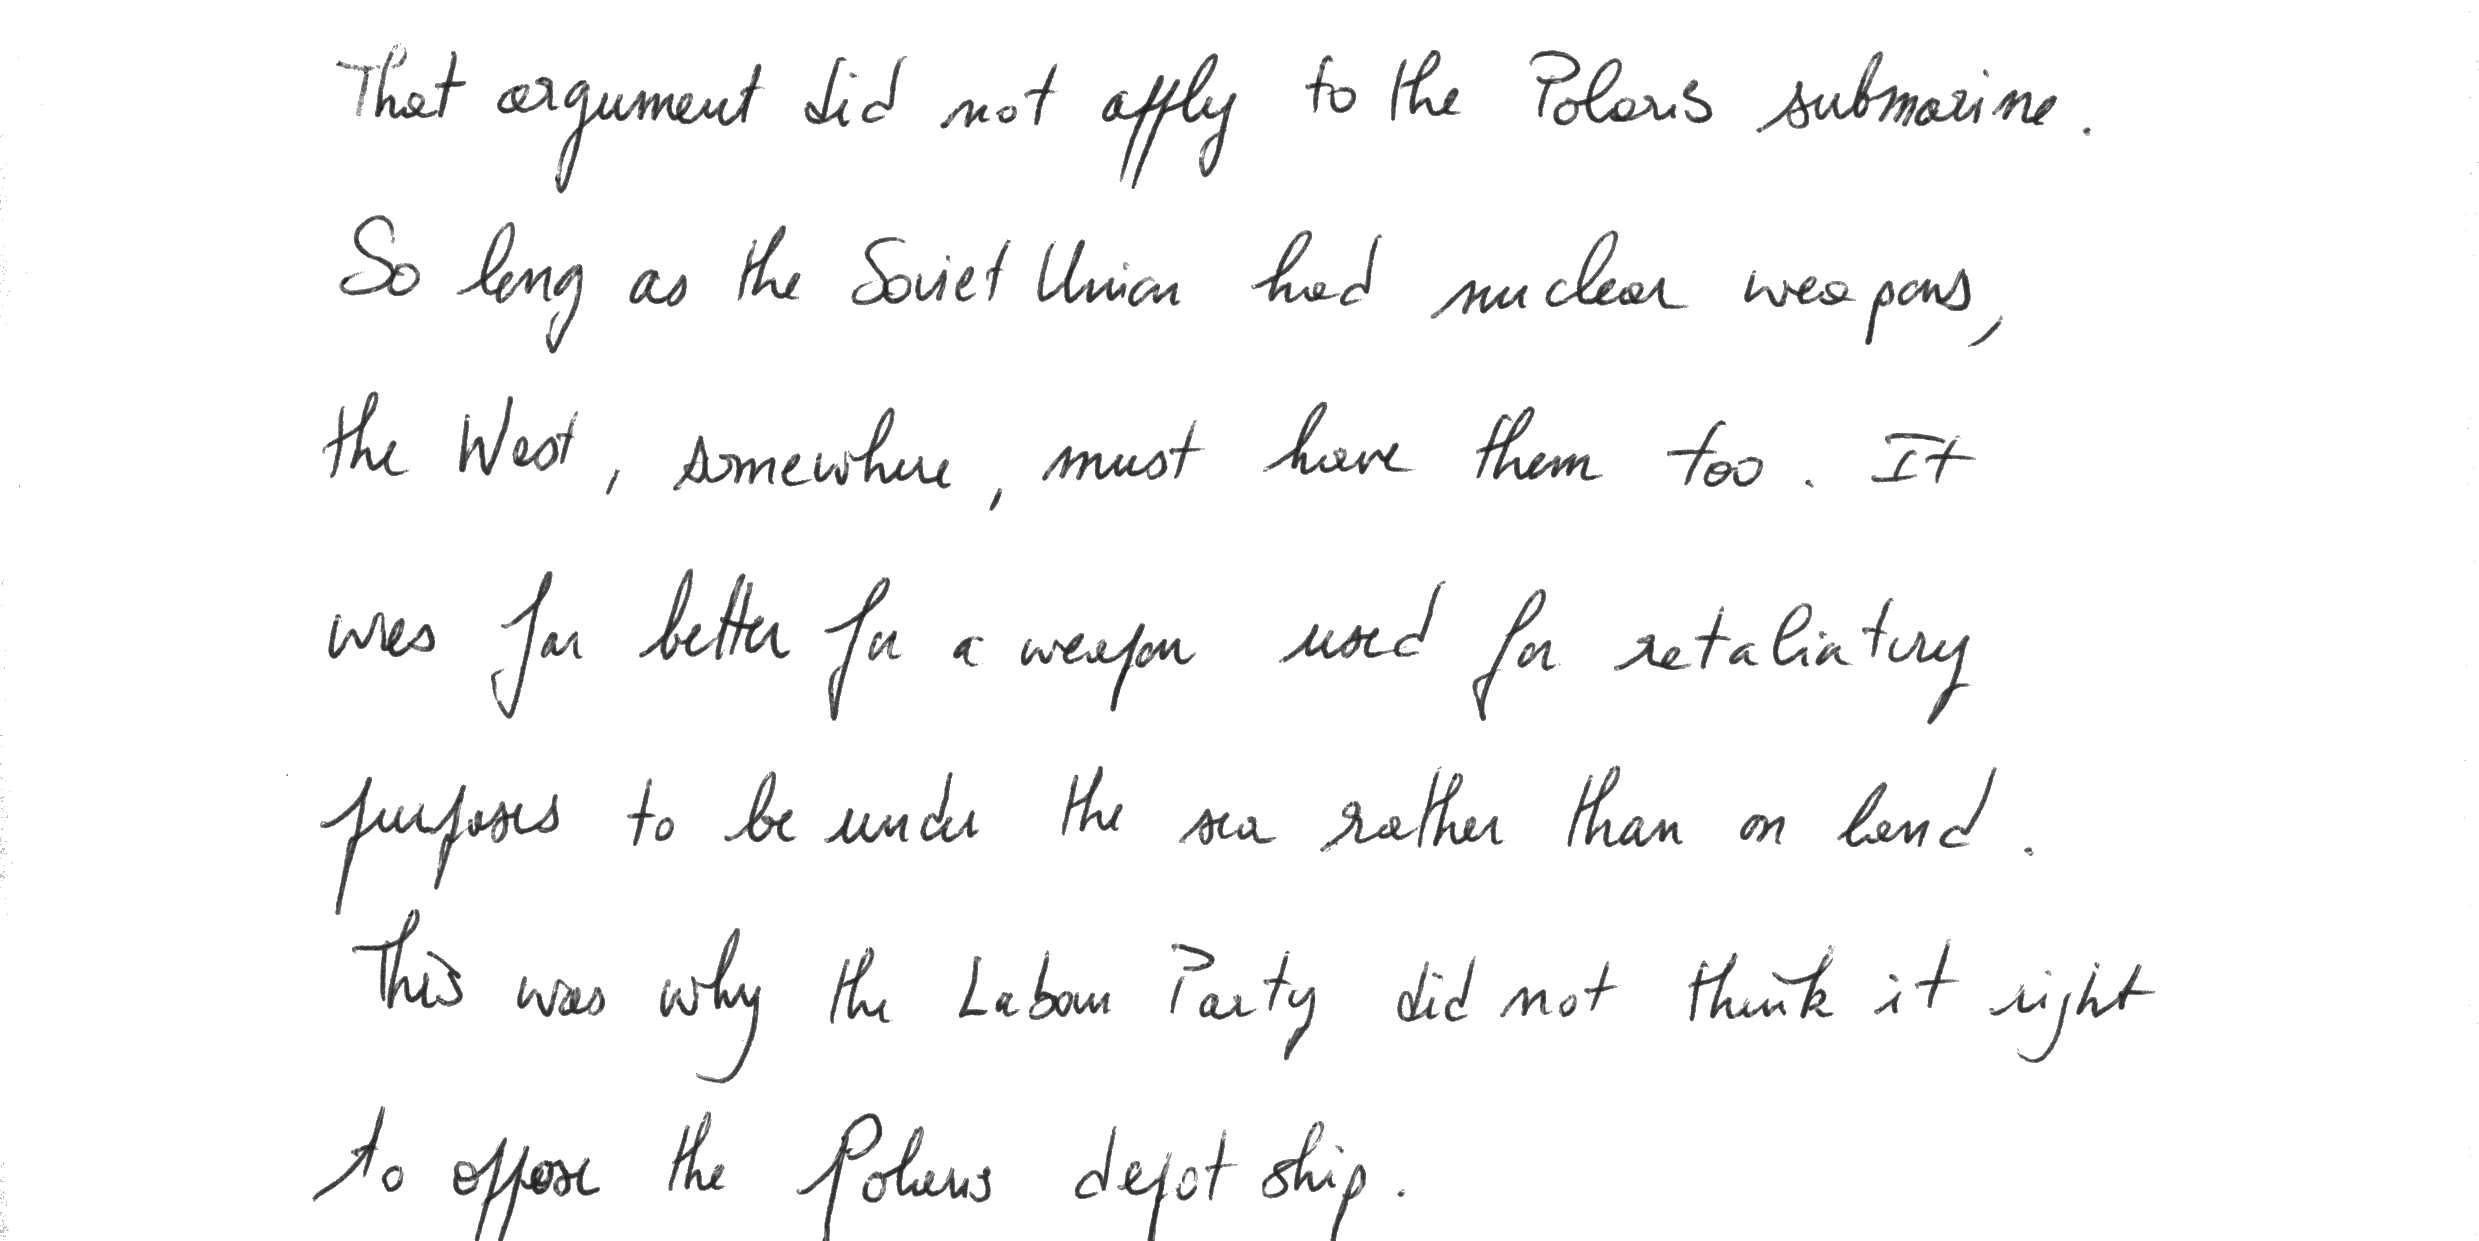 That argument did not apply to the Polaris submarine.
So long as the Soviet Union had nuclear weapons,
the West, somewhere, must have them too. It
was far better for a weapon used for retaliatory
purposes to be under the sea rather than on land.
This was why the Labour Party did not think it right
to oppose the Polaris depot ship.